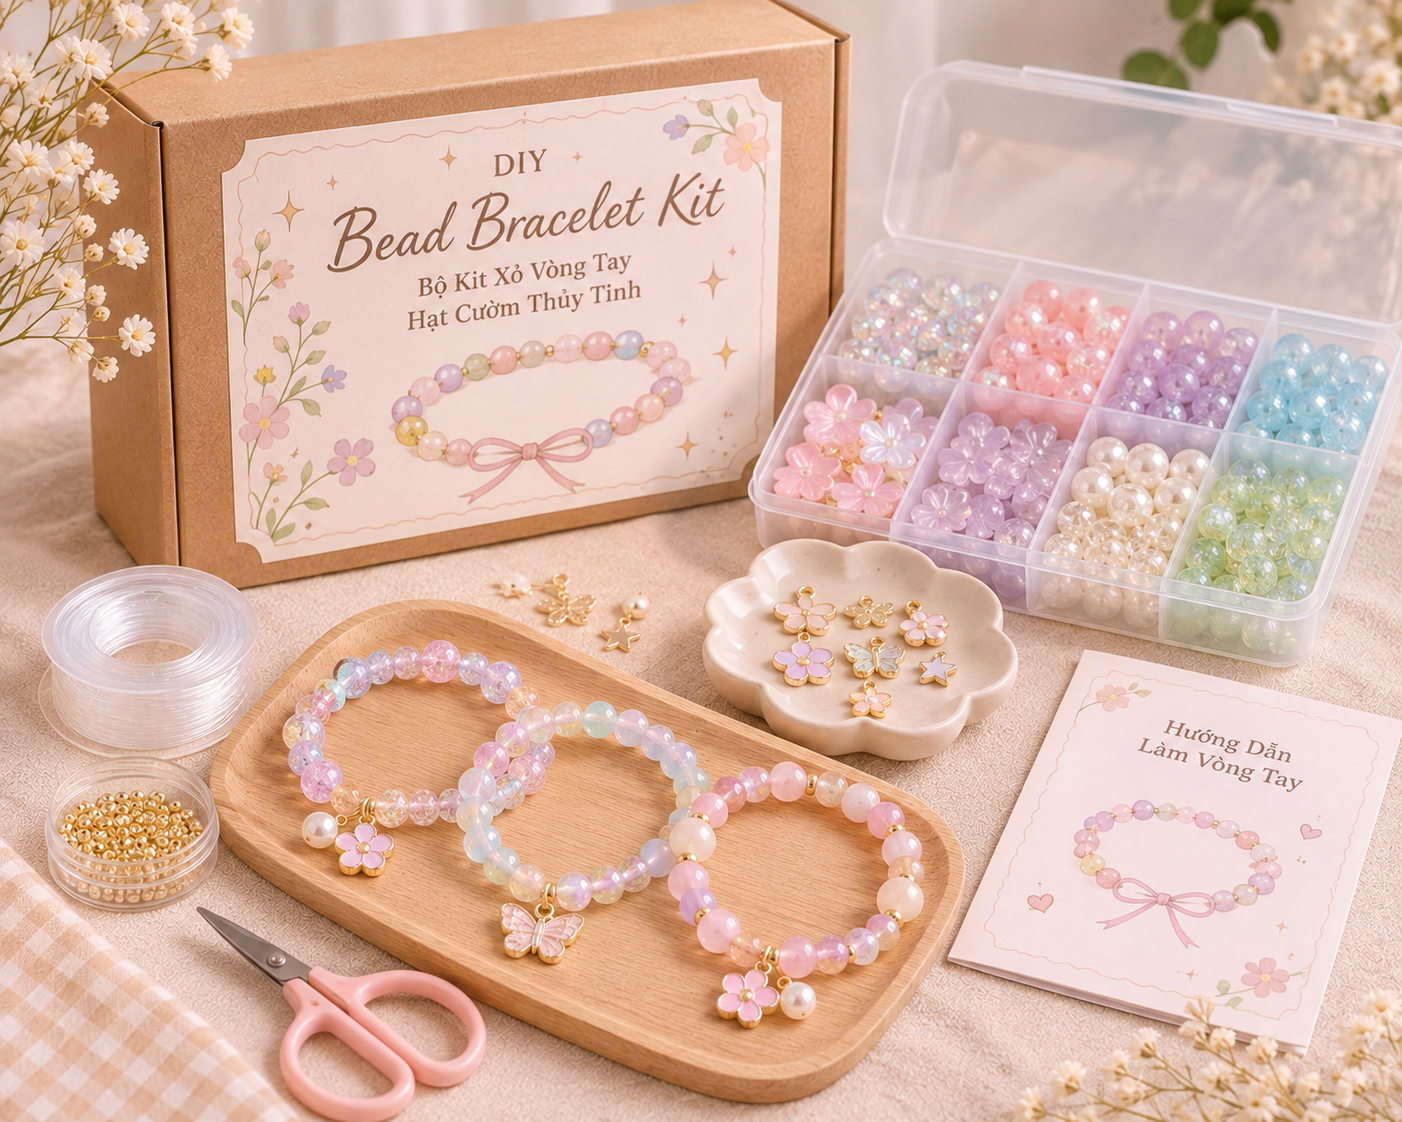 DIY
Bead Bracelet Kit
Bộ Kit Xỏ Vòng Tay
Hạt Cườm Thủy Tinh
Hướng Dẫn
Làm Vòng Tay